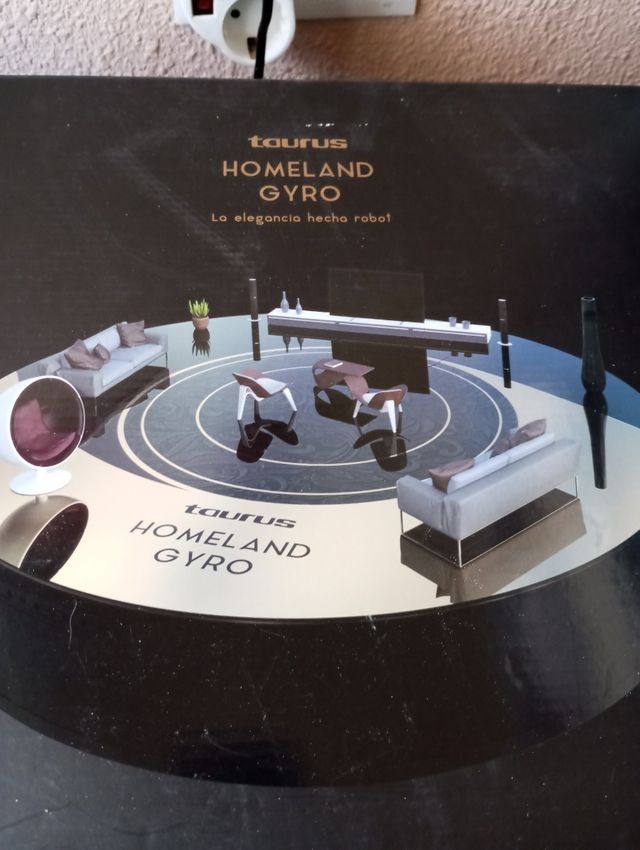 taurus
HOMELAND
GYRO
La elegancia hecha robot
taurus
HOMELAND
GYRO